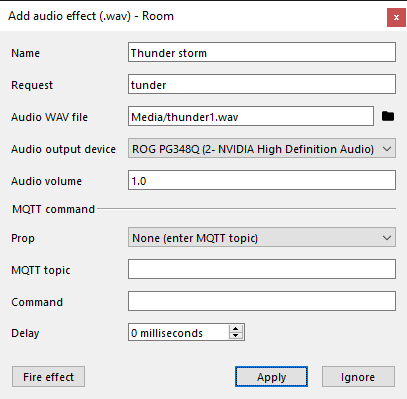 Add audio effect (.wav) - Room
x
Name
Thunder storm
Request
tunder
Audio WAV file
Media/thunder1.wav
Audio output device
ROG PG348Q (2- NVIDIA High Definition Audio)
Audio volume
1.0
MQTT command
Prop
None (enter MQTT topic)
MQTT topic
Command
Delay
0 milliseconds
Fire effect
Apply
Ignore